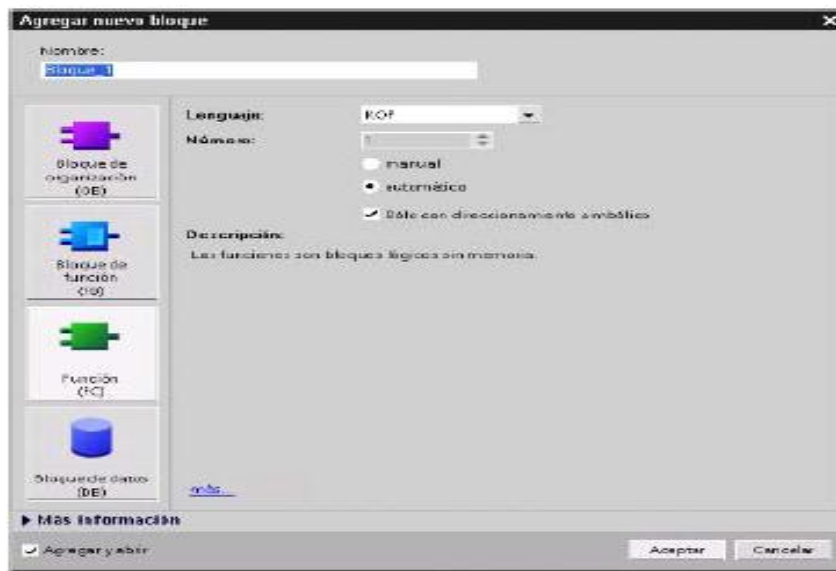 Agregar nuevo bloque
Nombre:
Bloque_1
Bloque de
organización
(OB)
Bloque de
función
(FB)
Función
(FC)
Bloque de datos
(DB)
Lenguaje:
KOP
Número:
1
manual
automático
Sólo con direccionamiento simbólico
Descripción:
Las funciones son bloques lógicos sin memoria.
más...
Más información
Agregar y abrir
Aceptar
Cancelar